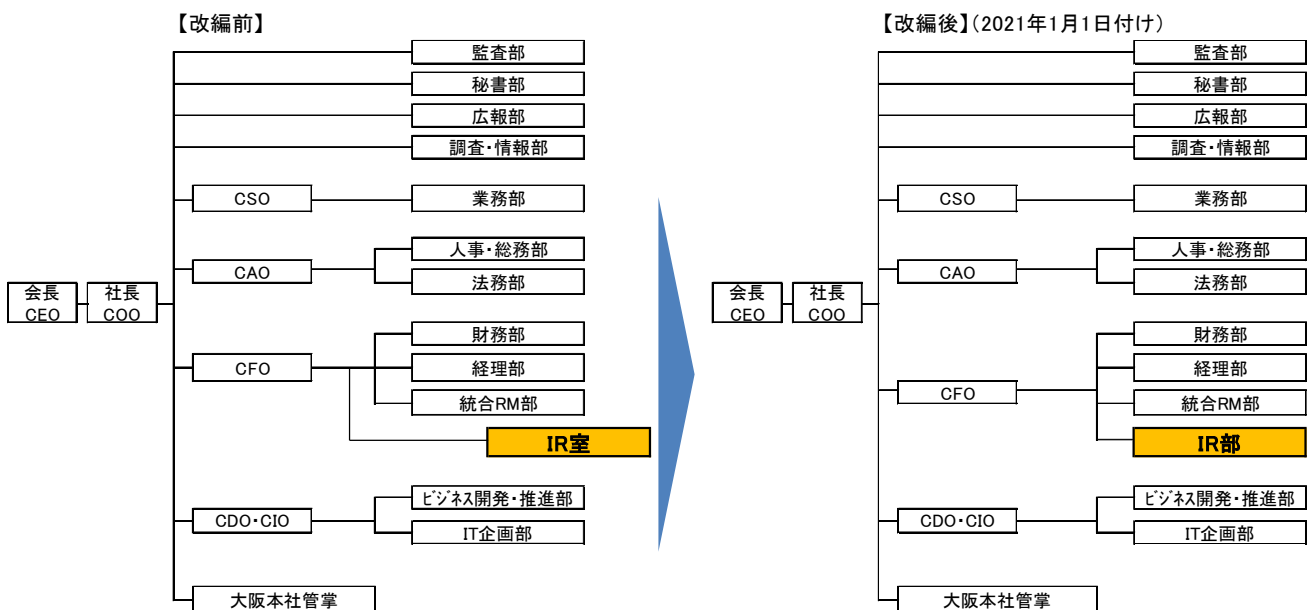 【改編前】
監査部
秘書部
広報部
調査・情報部
CSO
業務部
CAO
人事・総務部
法務部
会長
CEO
社長
COO
CFO
財務部
経理部
統合RM部
IR室
CDO・CIO
ビジネス開発・推進部
IT企画部
大阪本社管掌
【改編後】(2021年1月1日付け)
監査部
秘書部
広報部
調査・情報部
CSO
業務部
CAO
人事・総務部
法務部
会長
CEO
社長
COO
CFO
財務部
経理部
統合RM部
IR部
CDO・CIO
ビジネス開発・推進部
IT企画部
大阪本社管掌